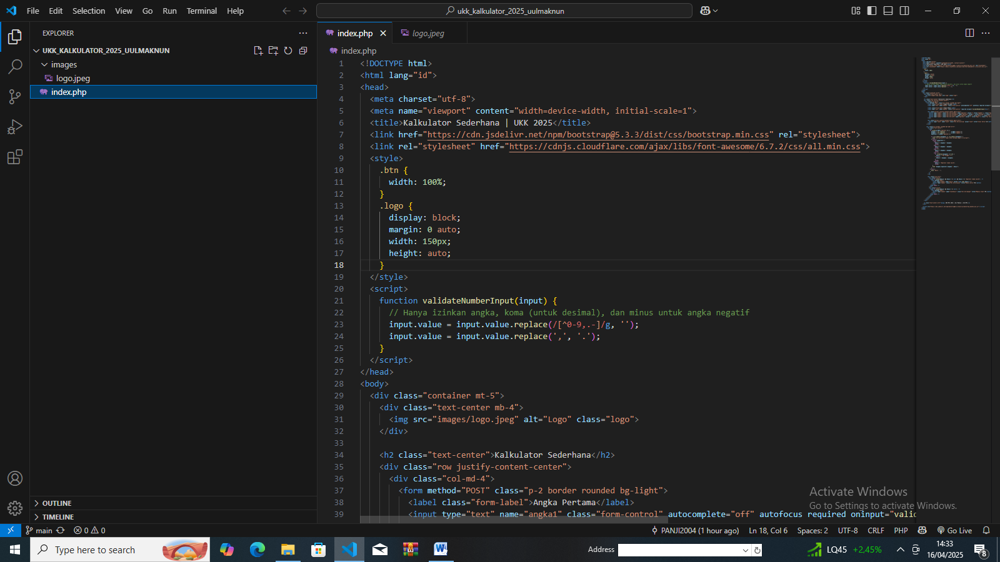 File Edit Selection View Go Run Terminal Help
ukk_kalkulator_2025_uulmaknun
EXPLORER
UKK_KALKULATOR_2025_UULMAKNUN
images
logo.jpeg
index.php
OUTLINE
TIMELINE
index.php
logo.jpeg
index.php
1 <!DOCTYPE html>
2 <html lang="id">
3 <head>
4 <meta charset="utf-8">
5 <meta name="viewport" content="width=device-width, initial-scale=1">
6 <title>Kalkulator Sederhana | UKK 2025</title>
7 <link href="https://cdn.jsdelivr.net/npm/bootstrap@5.3.3/dist/css/bootstrap.min.css" rel="stylesheet">
8 <link rel="stylesheet" href="https://cdnjs.cloudflare.com/ajax/libs/font-awesome/6.7.2/css/all.min.css">
9 <style>
10 .btn {
11 width: 100%;
12 }
13 .logo {
14 display: block;
15 margin: 0 auto;
16 width: 150px;
17 height: auto;
18 }
19 </style>
20 <script>
21 function validateNumberInput(input) {
22 // Hanya izinkan angka, koma (untuk desimal), dan minus untuk angka negatif
23 input.value = input.value.replace(/[^0-9,.-]/g, '');
24 input.value = input.value.replace(',', '.');
25 }
26 </script>
27 </head>
28 <body>
29 <div class="container mt-5">
30 <div class="text-center mb-4">
31 <img src="images/logo.jpeg" alt="Logo" class="logo">
32 </div>
33
34 <h2 class="text-center">Kalkulator Sederhana</h2>
35 <div class="row justify-content-center">
36 <div class="col-md-4">
37 <form method="POST" class="p-2 border rounded bg-light">
38 <label class="form-label">Angka Pertama</label>
39 <input type="text" name="angka1" class="form-control" autocomplete="off" autofocus required oninput="valid
Activate Windows
Go to Settings to activate Windows.
main 0 0 PANJI2004 (1 hour ago) Ln 18, Col 6 Spaces: 2 UTF-8 CRLF PHP Go Live
Type here to search
Address
LQ45 +2,45%
14:33
16/04/2025
8